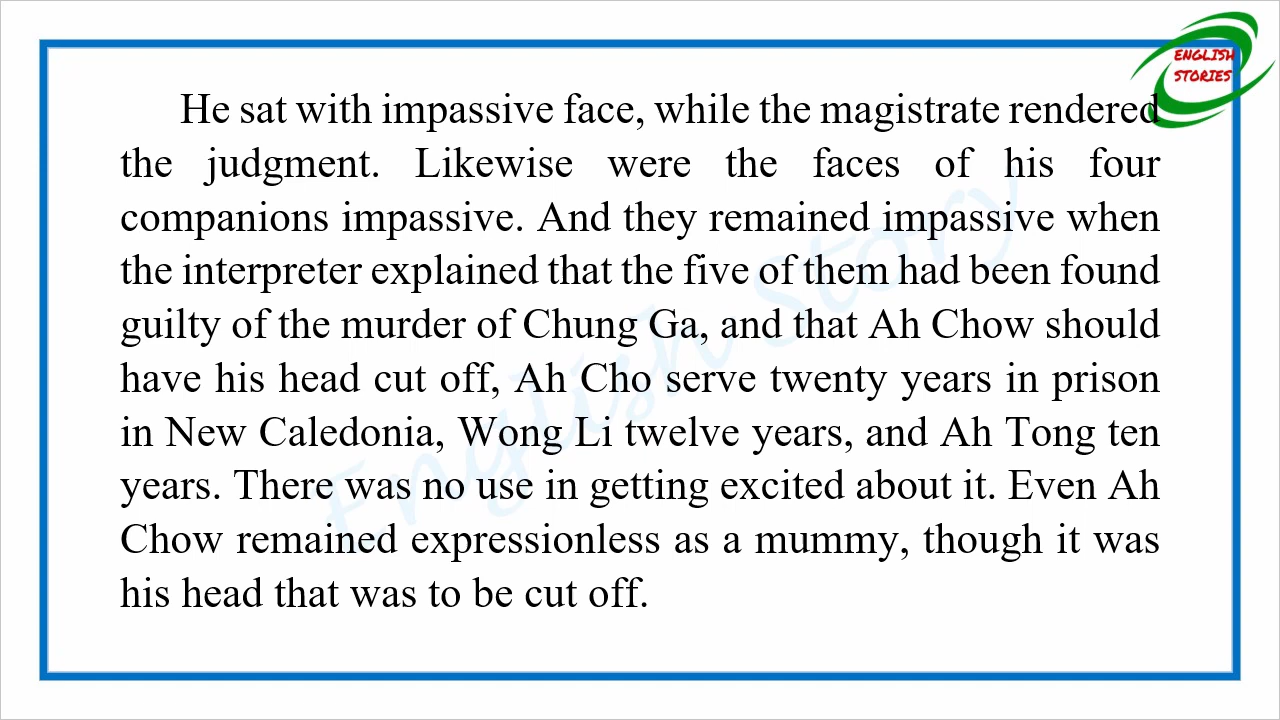 ENGLISH
STORIES
He sat with impassive face, while the magistrate rendered
the judgment. Likewise were the faces of his four
companions impassive. And they remained impassive when
the interpreter explained that the five of them had been found
guilty of the murder of Chung Ga, and that Ah Chow should
have his head cut off, Ah Cho serve twenty years in prison
in New Caledonia, Wong Li twelve years, and Ah Tong ten
years. There was no use in getting excited about it. Even Ah
Chow remained expressionless as a mummy, though it was
his head that was to be cut off.
English Story